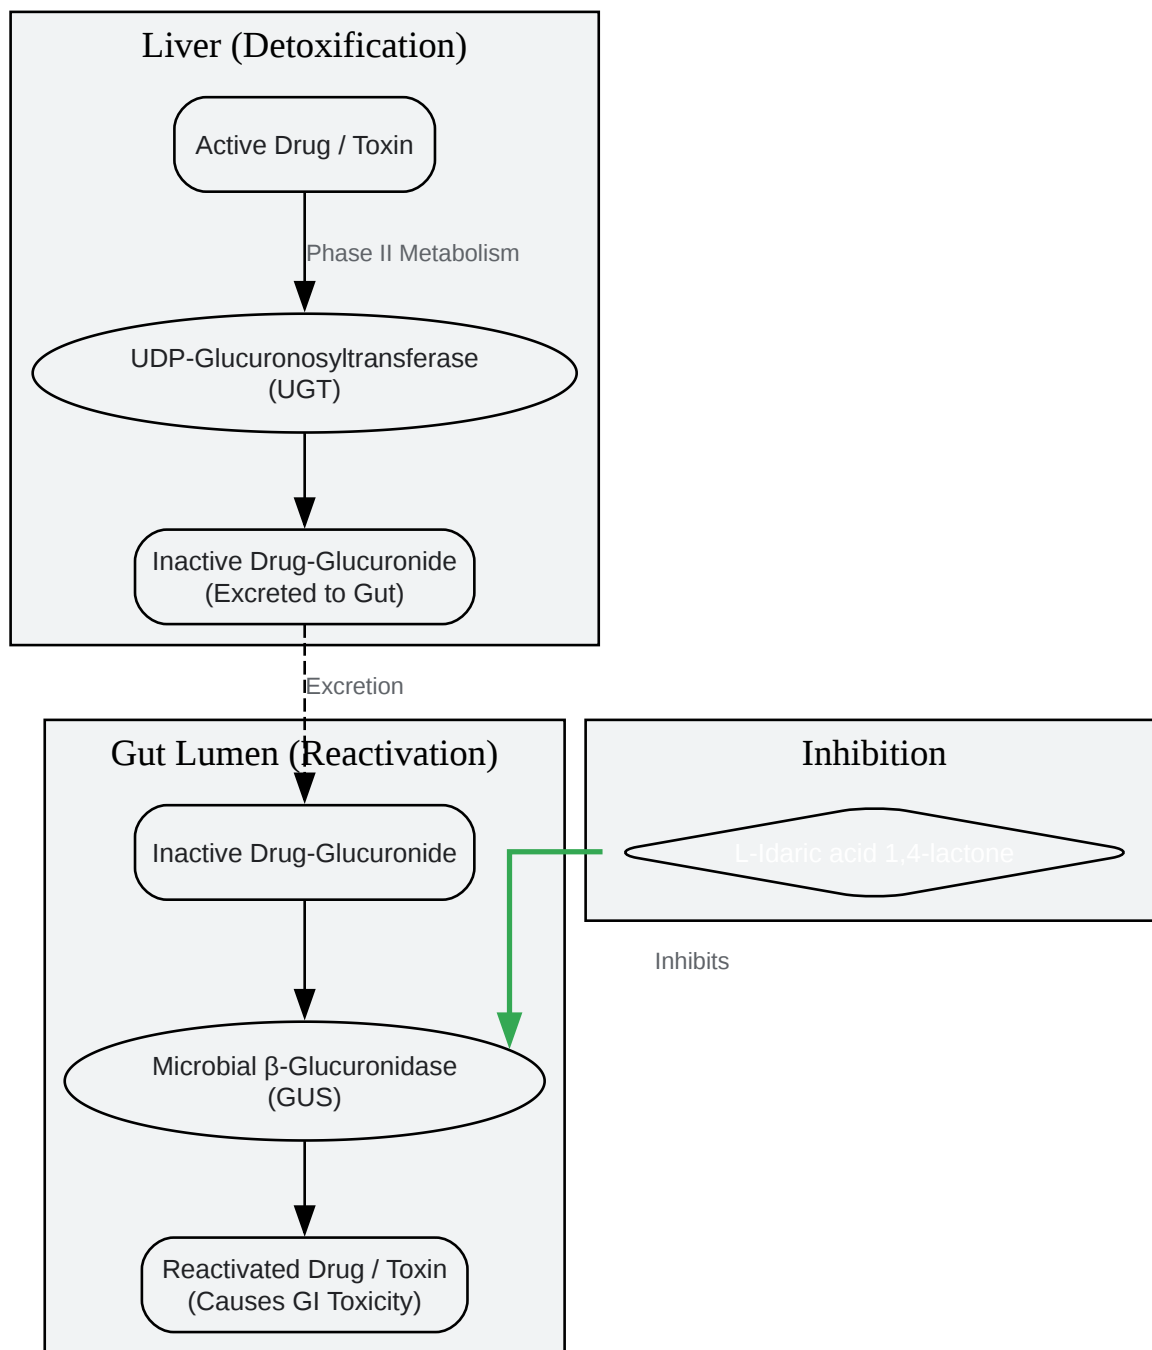 Liver (Detoxification)
Active Drug / Toxin
Phase II Metabolism
UDP-Glucuronosyltransferase
(UGT)
Inactive Drug-Glucuronide
(Excreted to Gut)
Excretion
Gut Lumen (Reactivation)
Inhibition
Inactive Drug-Glucuronide
L-Idaric acid 1,4-lactone
Inhibits
Microbial β-Glucuronidase
(GUS)
Reactivated Drug / Toxin
(Causes GI Toxicity)